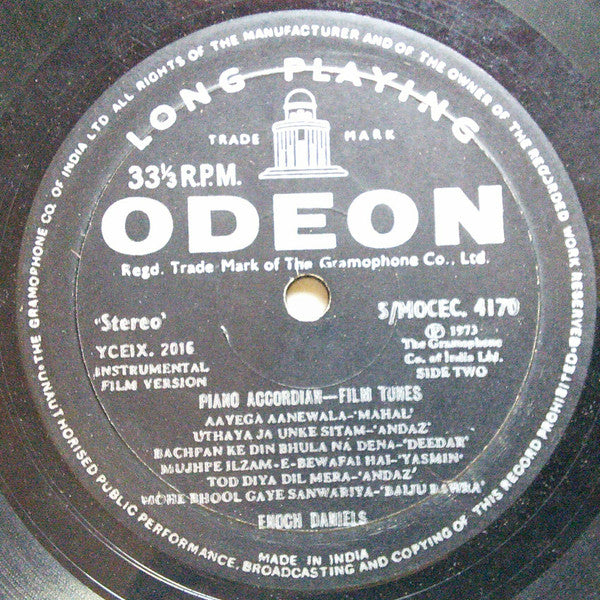 THE GRAMOPHONE CO. OF INDIA LTD ALL RIGHTS OF THE MANUFACTURER AND OF THE OWNER OF THE RECORDED WORK RESERVED-
LONG PLAYING
TRADE MARK
33⅓ R.P.M.
ODEON
Regd. Trade Mark of The Gramophone Co., Ltd.
"Stereo'
YCEIX. 2016
INSTRUMENTAL
FILM VERSION
S/MOCEC. 4170
Ⓟ 1973
The Gramophone
Co. of India Ltd.
SIDE TWO
PIANO ACCORDIAN—FILM TUNES
AAYEGA AANEWALA-'MAHAL'
UTHAYA JA UNKE SITAM-'ANDAZ'
BACHPAN KE DIN BHULA NA DENA-'DEEDAR'
MUJHPE ILZAM-E-BEWAFAI HAI-'YASMIN'
TOD DIYA DIL MERA-'ANDAZ'
MOHE BHOOL GAYE SANWARIYA-'BAIJU BAWRA'
ENOCH DANIELS
UNAUTHORISED PUBLIC PERFORMANCE, BROADCASTING AND COPYING OF THIS RECORD PROHIBITED
MADE IN INDIA